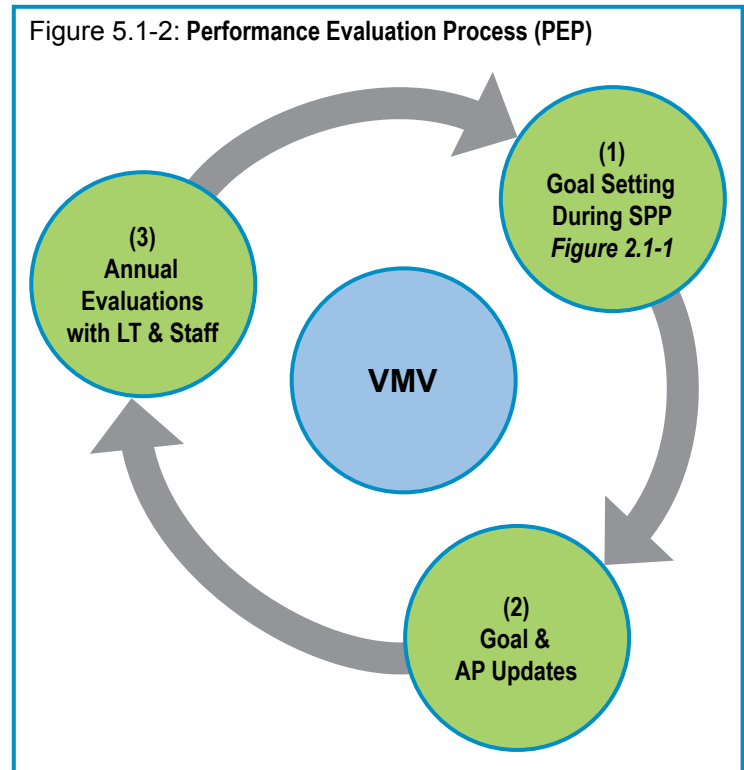 Figure 5.1-2: Performance Evaluation Process (PEP)
(1)
Goal Setting
During SPP
Figure 2.1-1
(3)
Annual
Evaluations
with LT & Staff
VMV
(2)
Goal &
AP Updates